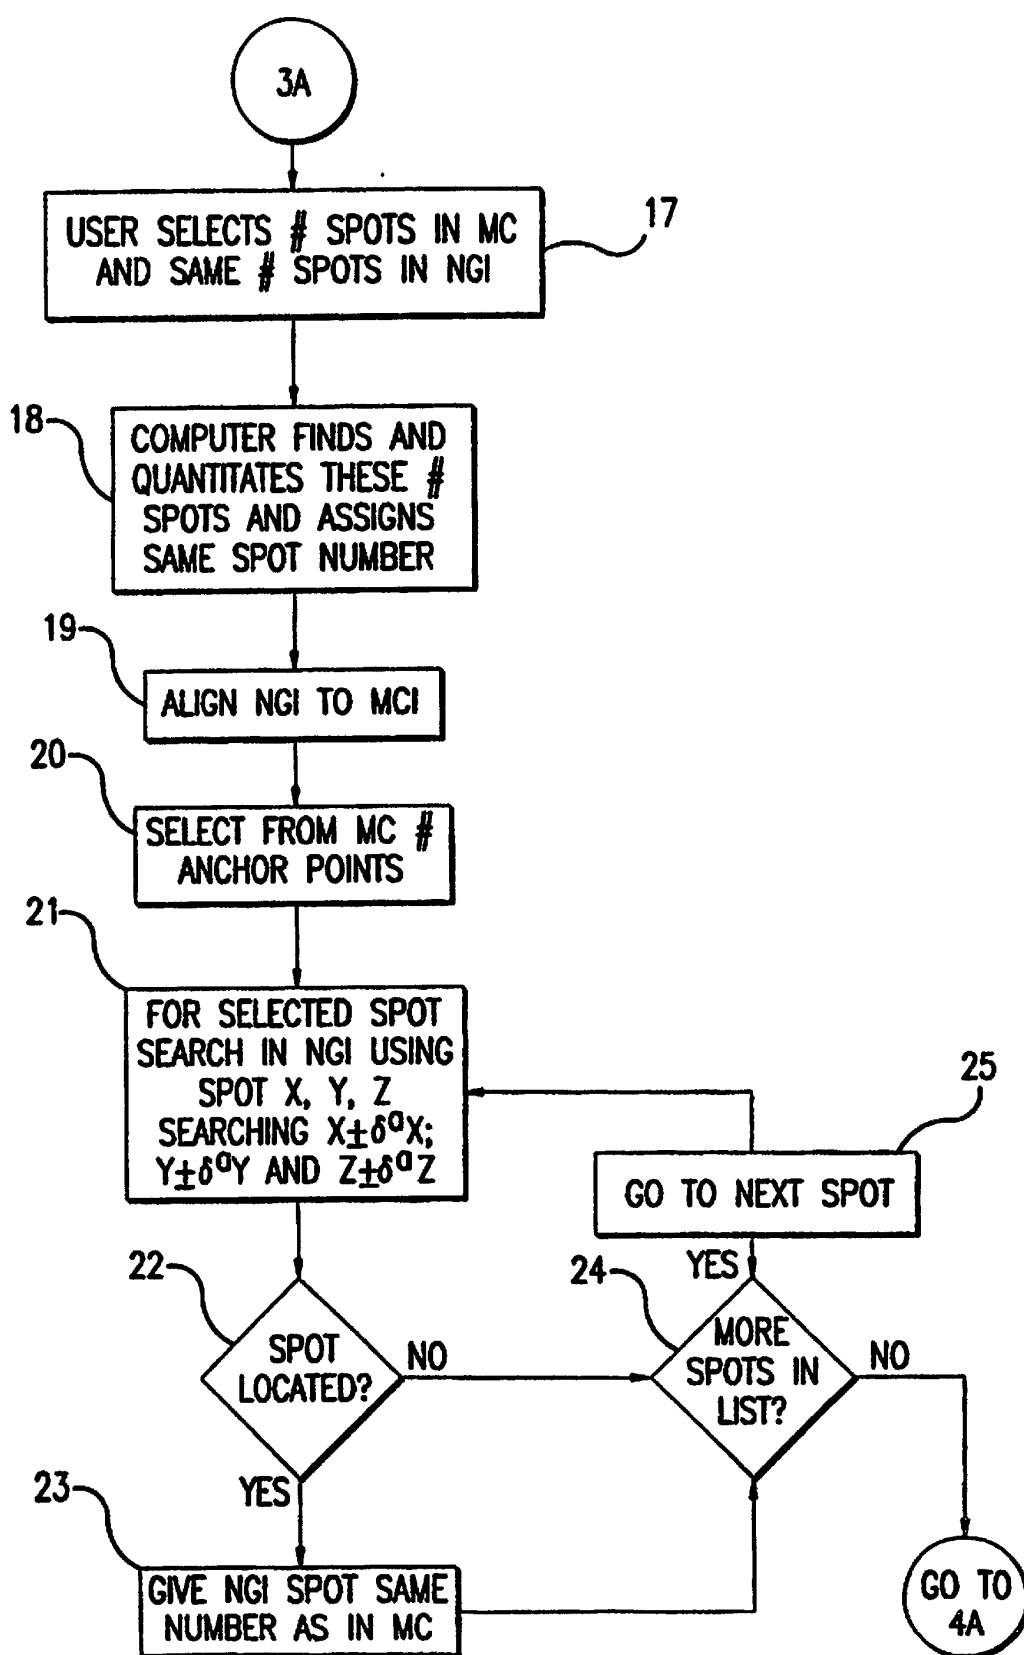 3A
USER SELECTS # SPOTS IN MC
AND SAME # SPOTS IN NGI
17
18
COMPUTER FINDS AND
QUANTITATES THESE #
SPOTS AND ASSIGNS
SAME SPOT NUMBER
19
ALIGN NGI TO MCI
20
SELECT FROM MC #
ANCHOR POINTS
21
FOR SELECTED SPOT
SEARCH IN NGI USING
SPOT X, Y, Z
SEARCHING X±δᵅX;
Y±δᵅY AND Z±δᵅZ
25
GO TO NEXT SPOT
YES
22
SPOT
LOCATED?
NO
24
MORE
SPOTS IN
LIST?
NO
YES
23
GIVE NGI SPOT SAME
NUMBER AS IN MC
GO TO
4A